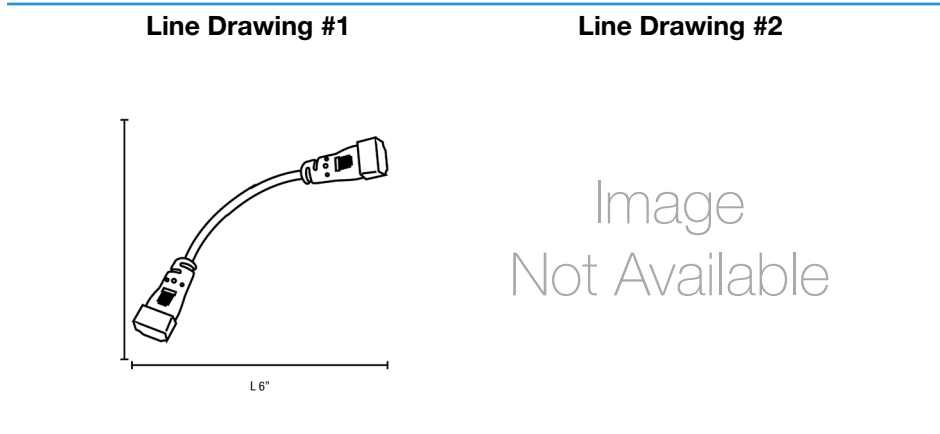 Line Drawing #1
Line Drawing #2
Image
Not Available
L 6"